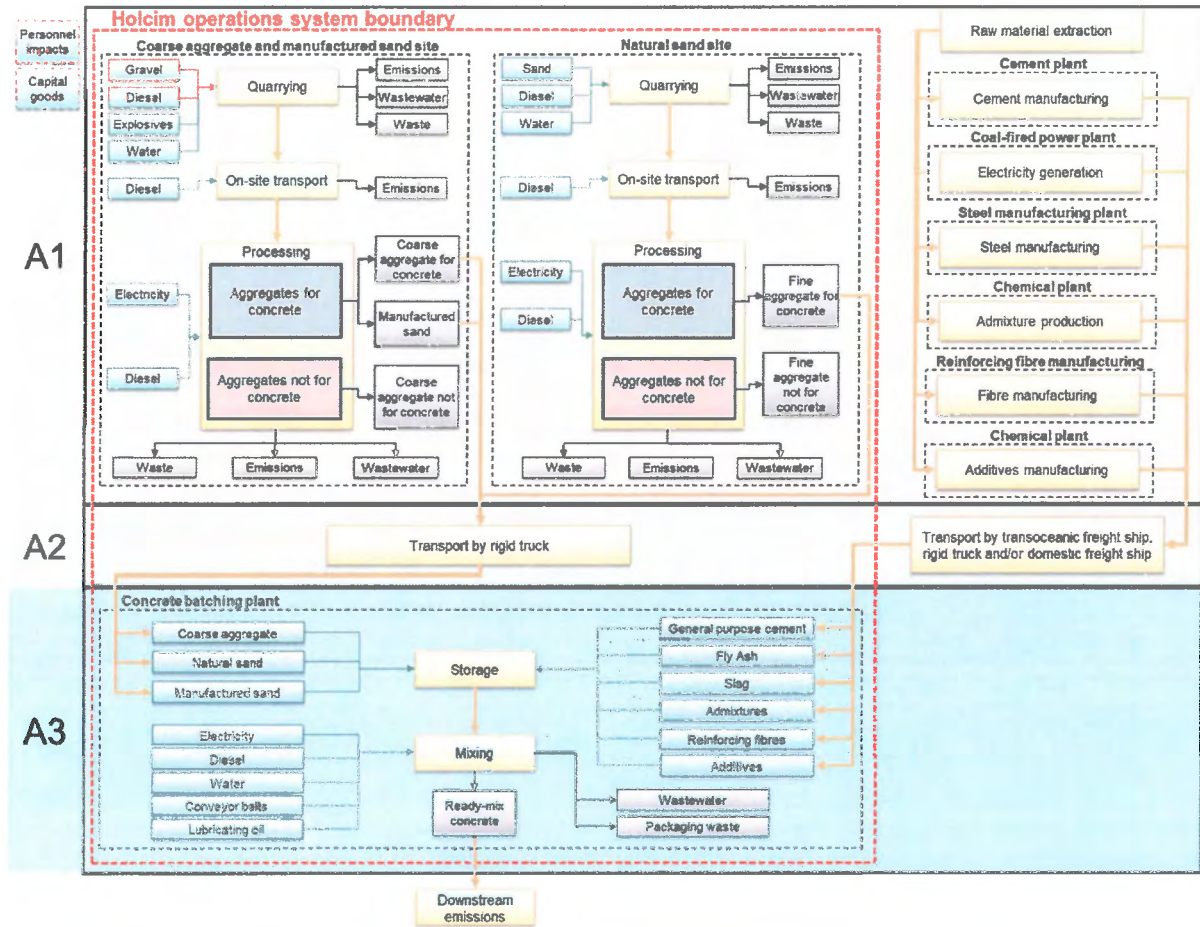 Holcim operations system boundary
Personnel
impacts
Capital
goods
A1
Coarse aggregate and manufactured sand site
Gravel
Diesel
Explosives
Water
Quarrying
Emissions
Wastewater
Waste
Diesel
On-site transport
Emissions
Electricity
Diesel
Processing
Aggregates for
concrete
Aggregates not for
concrete
Coarse
aggregate for
concrete
Manufactured
sand
Coarse
aggregate not
for concrete
Waste
Emissions
Wastewater
Natural sand site
Sand
Diesel
Water
Quarrying
Emissions
Wastewater
Waste
Diesel
On-site transport
Emissions
Electricity
Diesel
Processing
Aggregates for
concrete
Aggregates not for
concrete
Fine
aggregate for
concrete
Fine
aggregate
not for
concrete
Waste
Emissions
Wastewater
Raw material extraction
Cement plant
Cement manufacturing
Coal-fired power plant
Electricity generation
Steel manufacturing plant
Steel manufacturing
Chemical plant
Admixture production
Reinforcing fibre manufacturing
Fibre manufacturing
Chemical plant
Additives manufacturing
A2
Transport by rigid truck
Transport by transoceanic freight ship,
rigid truck and/or domestic freight ship
A3
Concrete batching plant
Coarse aggregate
Natural sand
Manufactured sand
Electricity
Diesel
Water
Conveyor belts
Lubricating oil
Storage
Mixing
Ready-mix
concrete
General purpose cement
Fly Ash
Slag
Admixtures
Reinforcing fibres
Additives
Wastewater
Packaging waste
Downstream
emissions